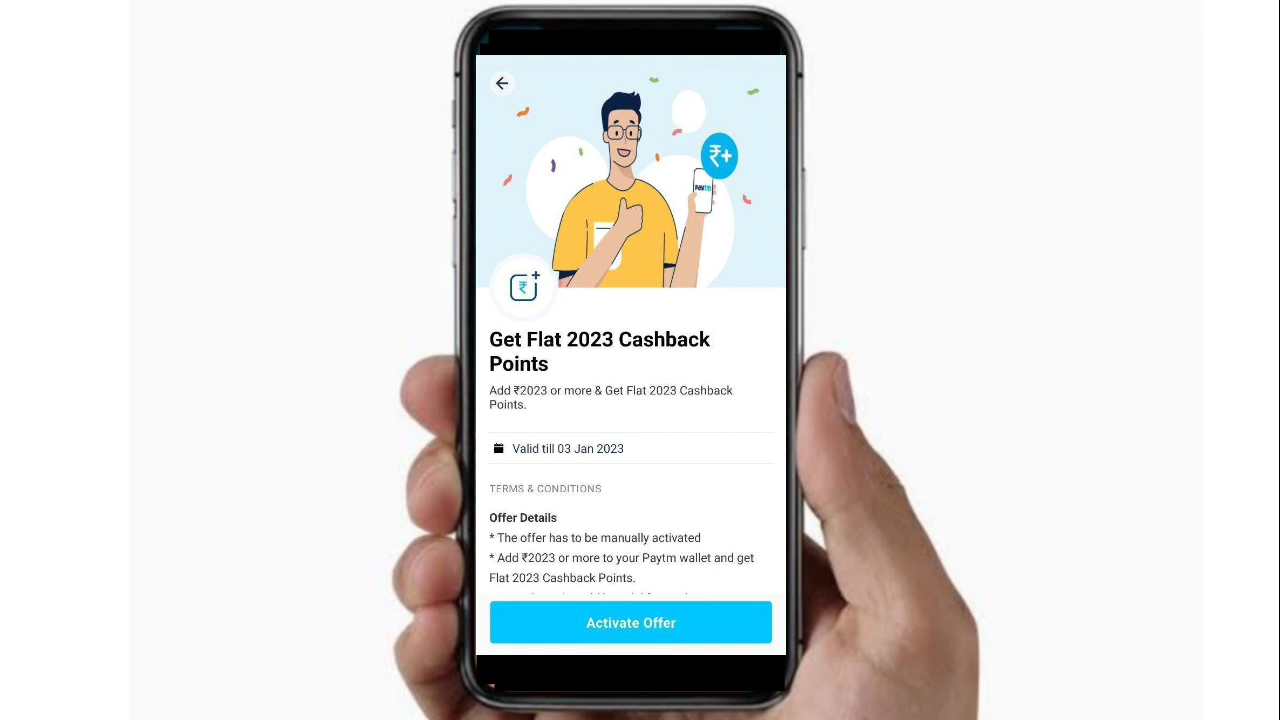 ₹+
Paytm
₹
Get Flat 2023 Cashback
Points
Add ₹2023 or more & Get Flat 2023 Cashback
Points.
Valid till 03 Jan 2023
TERMS & CONDITIONS
Offer Details
* The offer has to be manually activated
* Add ₹2023 or more to your Paytm wallet and get
Flat 2023 Cashback Points.
Activate Offer